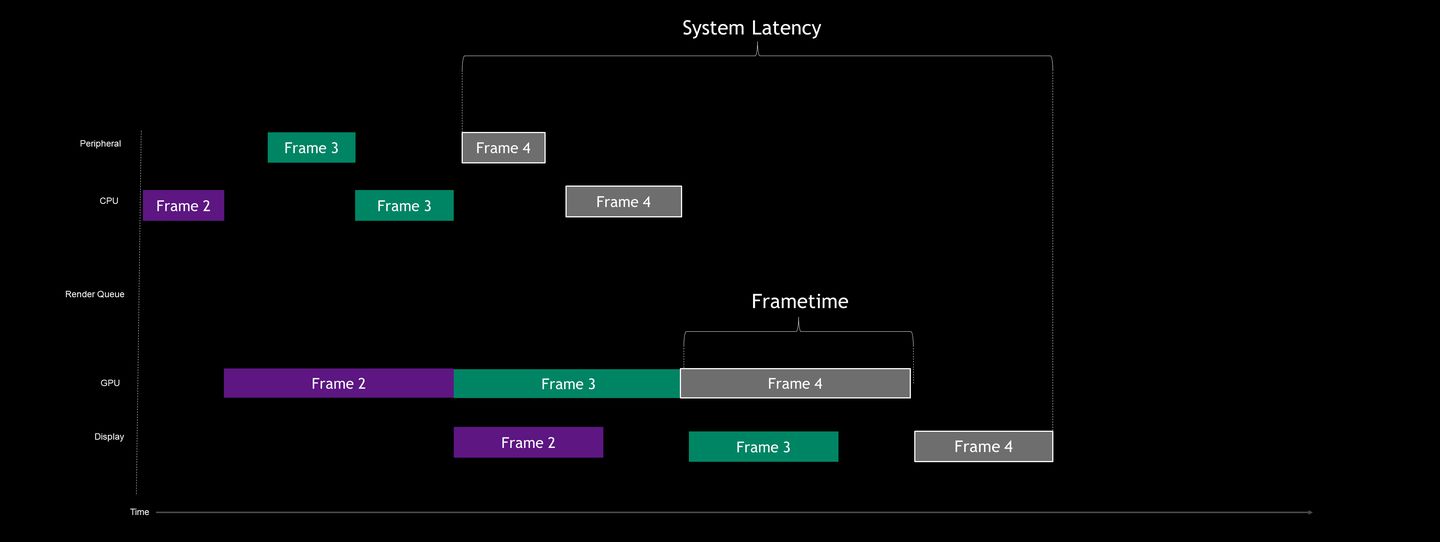 System Latency
Peripheral
Frame 3
Frame 4
CPU
Frame 2
Frame 3
Frame 4
Render Queue
Frametime
GPU
Frame 2
Frame 3
Frame 4
Display
Frame 2
Frame 3
Frame 4
Time